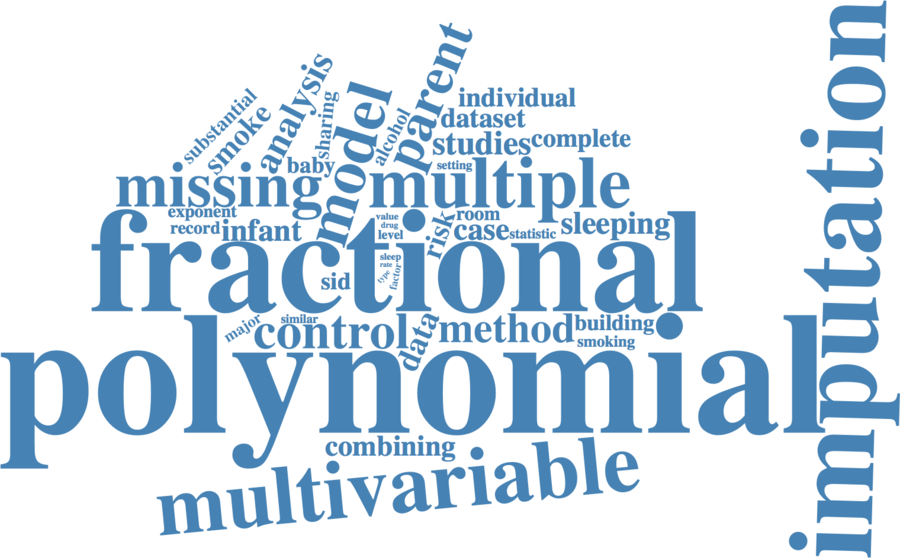 substantial
smoke
analysis
sharing
model
alcohol
parent
individual
dataset
studies
complete
setting
baby
missing
multiple
exponent
record
infant
value
drug
level
risk
room
case
statistic
sleeping
fractional
sid
sleep
rate
type
factor
major
similar
control
data
method
building
smoking
polynomial
combining
multivariable
imputation